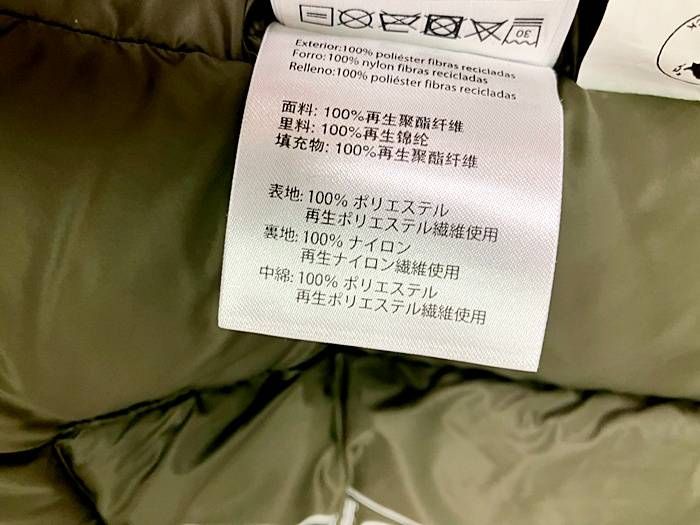 30
Exterior:100% poliéster fibras recicladas
Forro:100% nylon fibras recicladas
Relleno:100% poliéster fibras recicladas
面料: 100%再生聚酯纤维
里料: 100%再生锦纶
填充物: 100%再生聚酯纤维
表地: 100% ポリエステル
再生ポリエステル繊維使用
裏地: 100% ナイロン
再生ナイロン繊維使用
中綿: 100% ポリエステル
再生ポリエステル繊維使用